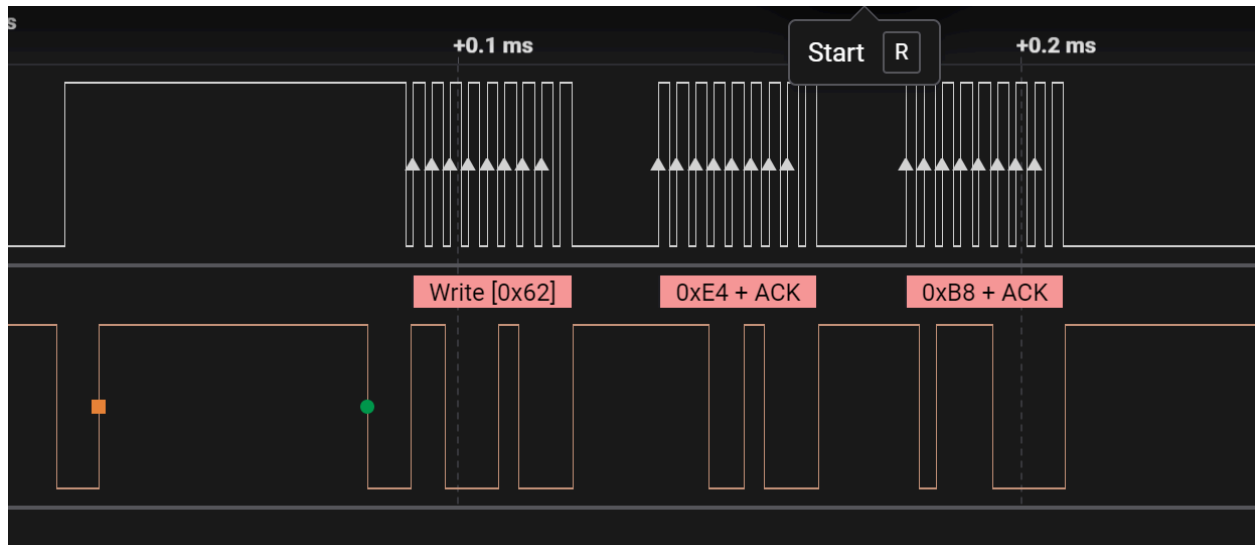 s
+0.1 ms
Start R
+0.2 ms
Write [0x62]
0xE4 + ACK
0xB8 + ACK